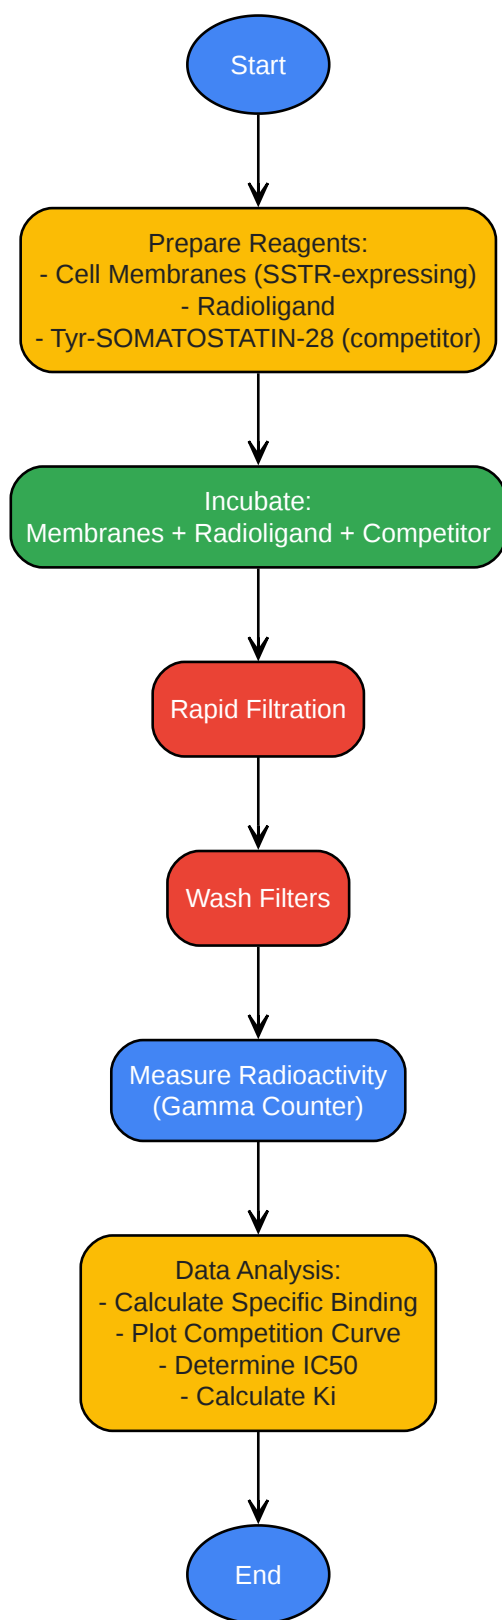 Start
Prepare Reagents:
- Cell Membranes (SSTR-expressing)
- Radioligand
- Tyr-SOMATOSTATIN-28 (competitor)
Incubate:
Membranes + Radioligand + Competitor
Rapid Filtration
Wash Filters
Measure Radioactivity
(Gamma Counter)
Data Analysis:
- Calculate Specific Binding
- Plot Competition Curve
- Determine IC50
- Calculate Ki
End